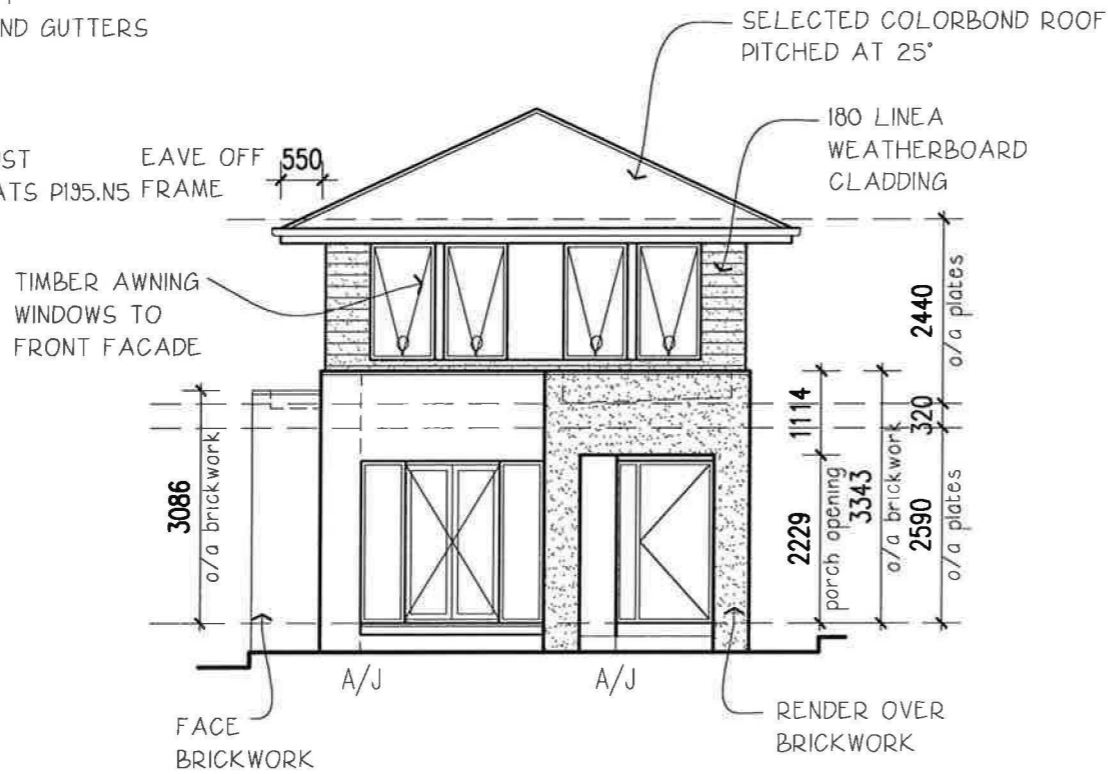 ND GUTTERS
SELECTED COLORBOND ROOF
PITCHED AT 25°
180 LINEA
WEATHERBOARD
CLADDING
EAVE OFF
FRAME
550
ATS P195.N5
TIMBER AWNING
WINDOWS TO
FRONT FACADE
2440
o/a plates
320
1114
3086
o/a brickwork
2229
porch opening
3343
o/a brickwork
2590
o/a plates
A/J
A/J
FACE
BRICKWORK
RENDER OVER
BRICKWORK